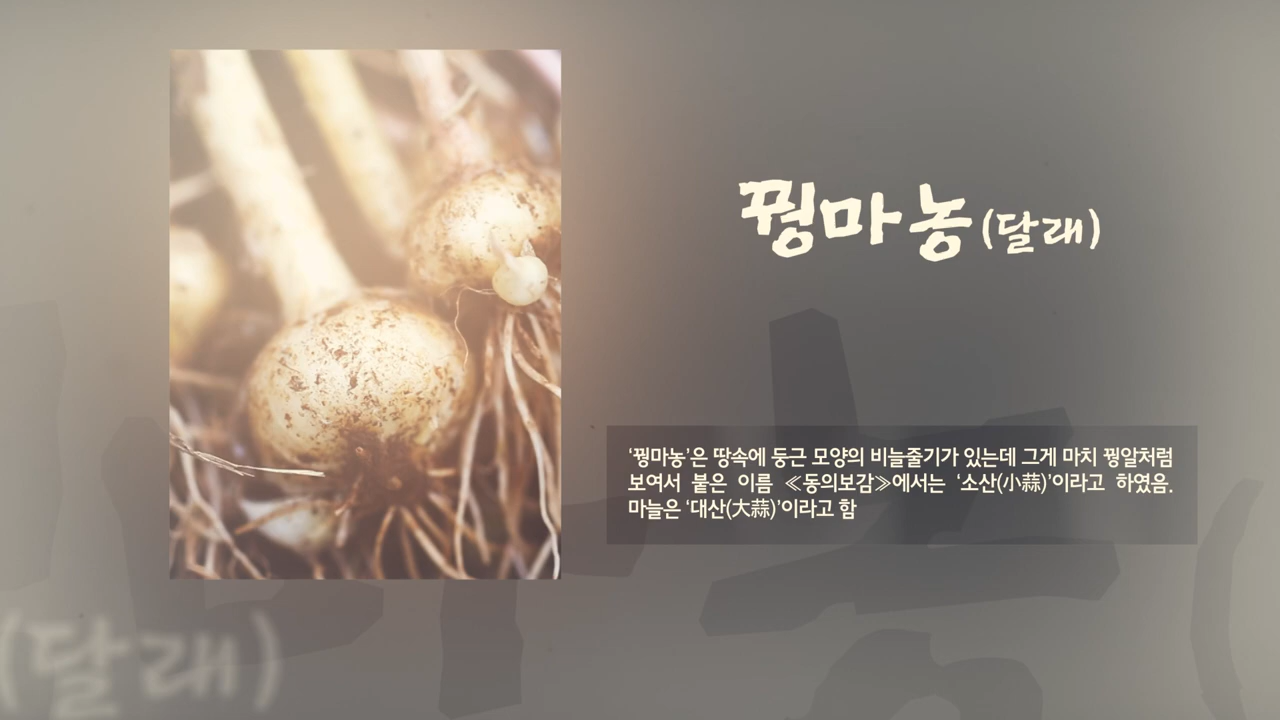 꿩마농(달래)
‘꿩마농’은 땅속에 둥근 모양의 비늘줄기가 있는데 그게 마치 꿩알처럼
보여서 붙은 이름 ≪동의보감≫에서는 ‘소산(小蒜)’이라고 하였음.
마늘은 ‘대산(大蒜)’이라고 함
(달래)